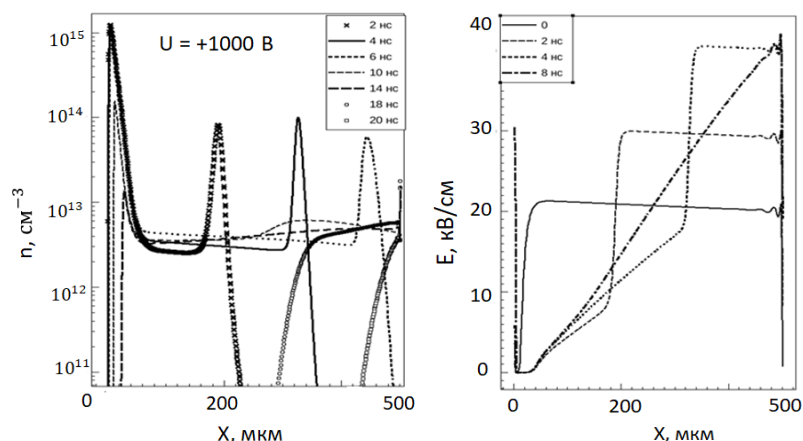 U = +1000 В
2 нс
4 нс
6 нс
10 нс
14 нс
18 нс
20 нс
10¹⁵
10¹⁴
10¹³
10¹²
10¹¹
n, см⁻³
0
200
500
X, мкм
0
2 нс
4 нс
8 нс
40
30
20
10
0
E, кВ/см
0
200
500
X, мкм